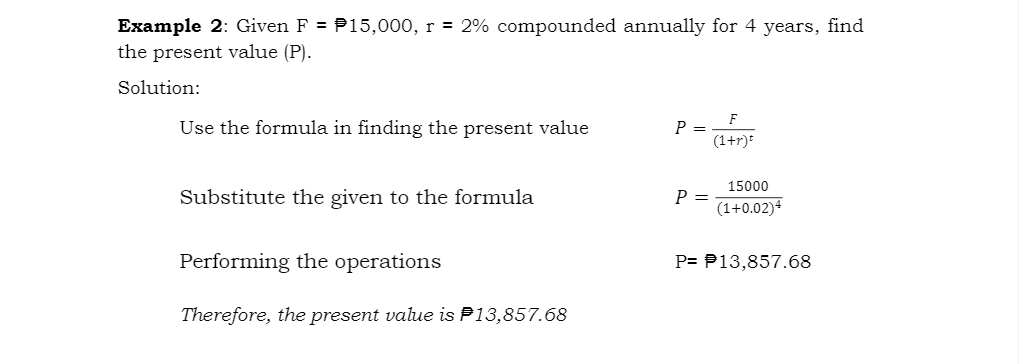 Example 2: Given F = ₱15,000, r = 2% compounded annually for 4 years, find
the present value (P).
Solution:
Use the formula in finding the present value P = F/(1+r)^t
Substitute the given to the formula P = 15000/(1+0.02)^4
Performing the operations P= ₱13,857.68
Therefore, the present value is ₱13,857.68